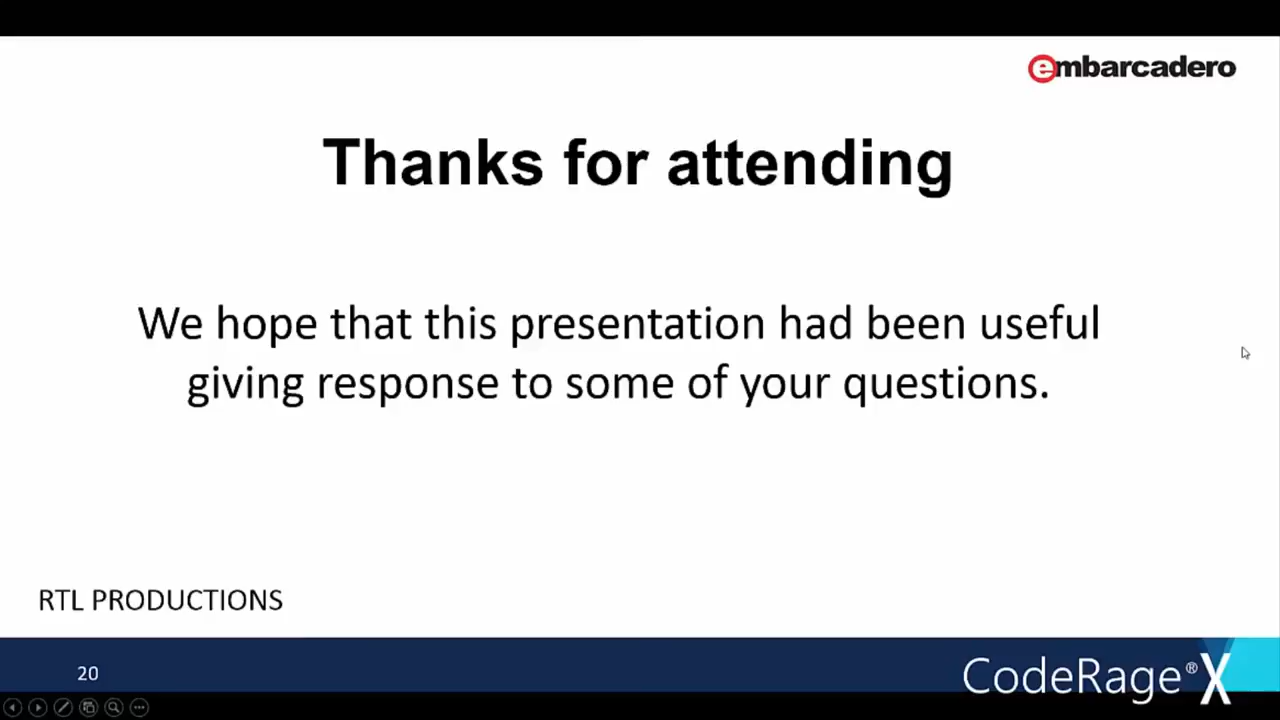 embarcadero
Thanks for attending
We hope that this presentation had been useful
giving response to some of your questions.
RTL PRODUCTIONS
20
CodeRage® X